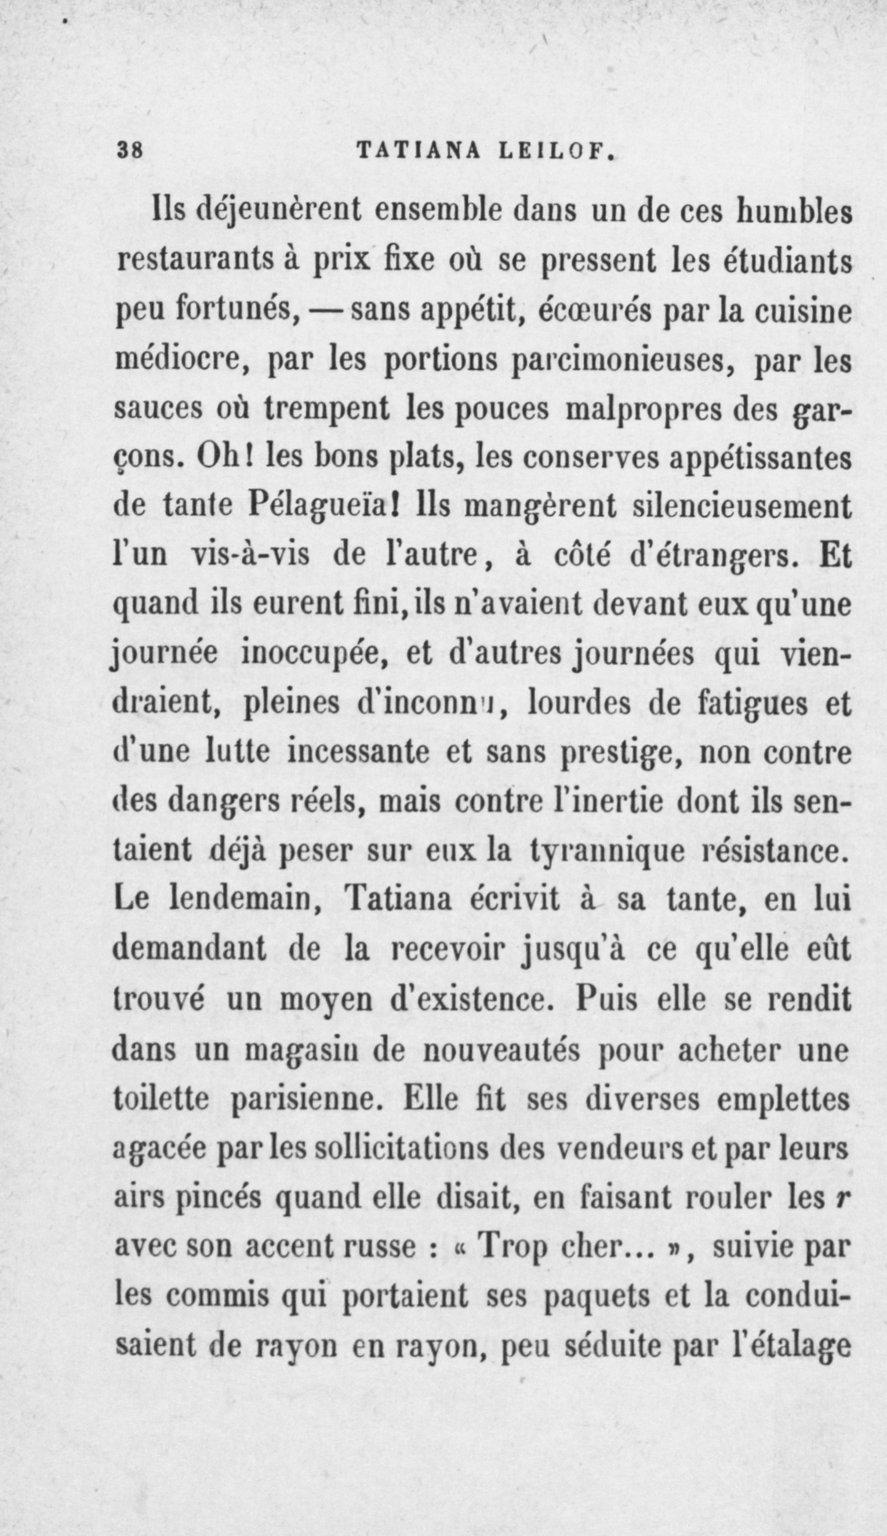 38 TATIANA LEILOF.
Ils déjeunèrent ensemble dans un de ces humbles
restaurants à prix fixe où se pressent les étudiants
peu fortunés, — sans appétit, écœurés par la cuisine
médiocre, par les portions parcimonieuses, par les
sauces où trempent les pouces malpropres des gar-
çons. Oh! les bons plats, les conserves appétissantes
de tante Pélagueïa! Ils mangèrent silencieusement
l'un vis-à-vis de l'autre, à côté d'étrangers. Et
quand ils eurent fini, ils n'avaient devant eux qu'une
journée inoccupée, et d'autres journées qui vien-
draient, pleines d'inconnu, lourdes de fatigues et
d'une lutte incessante et sans prestige, non contre
des dangers réels, mais contre l'inertie dont ils sen-
taient déjà peser sur eux la tyrannique résistance.
Le lendemain, Tatiana écrivit à sa tante, en lui
demandant de la recevoir jusqu'à ce qu'elle eût
trouvé un moyen d'existence. Puis elle se rendit
dans un magasin de nouveautés pour acheter une
toilette parisienne. Elle fit ses diverses emplettes
agacée par les sollicitations des vendeurs et par leurs
airs pincés quand elle disait, en faisant rouler les r
avec son accent russe : « Trop cher... », suivie par
les commis qui portaient ses paquets et la condui-
saient de rayon en rayon, peu séduite par l'étalage